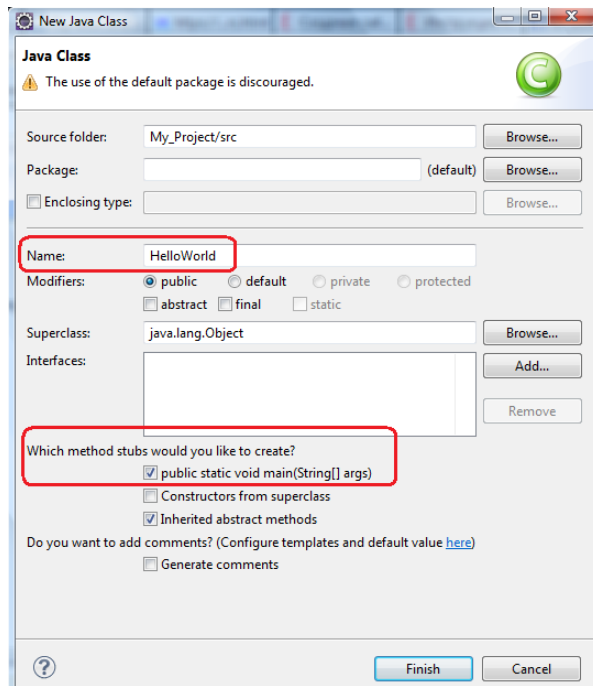 New Java Class
Java Class
The use of the default package is discouraged.
Source folder: My_Project/src Browse...
Package: (default) Browse...
Enclosing type: Browse...
Name: HelloWorld
Modifiers: public default private protected
abstract final static
Superclass: java.lang.Object Browse...
Interfaces: Add...
Remove
Which method stubs would you like to create?
public static void main(String[] args)
Constructors from superclass
Inherited abstract methods
Do you want to add comments? (Configure templates and default value here)
Generate comments
? Finish Cancel